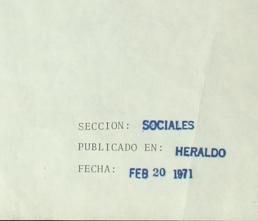 SECCION: SOCIALES
PUBLICADO EN: HERALDO
FECHA: FEB 20 1971